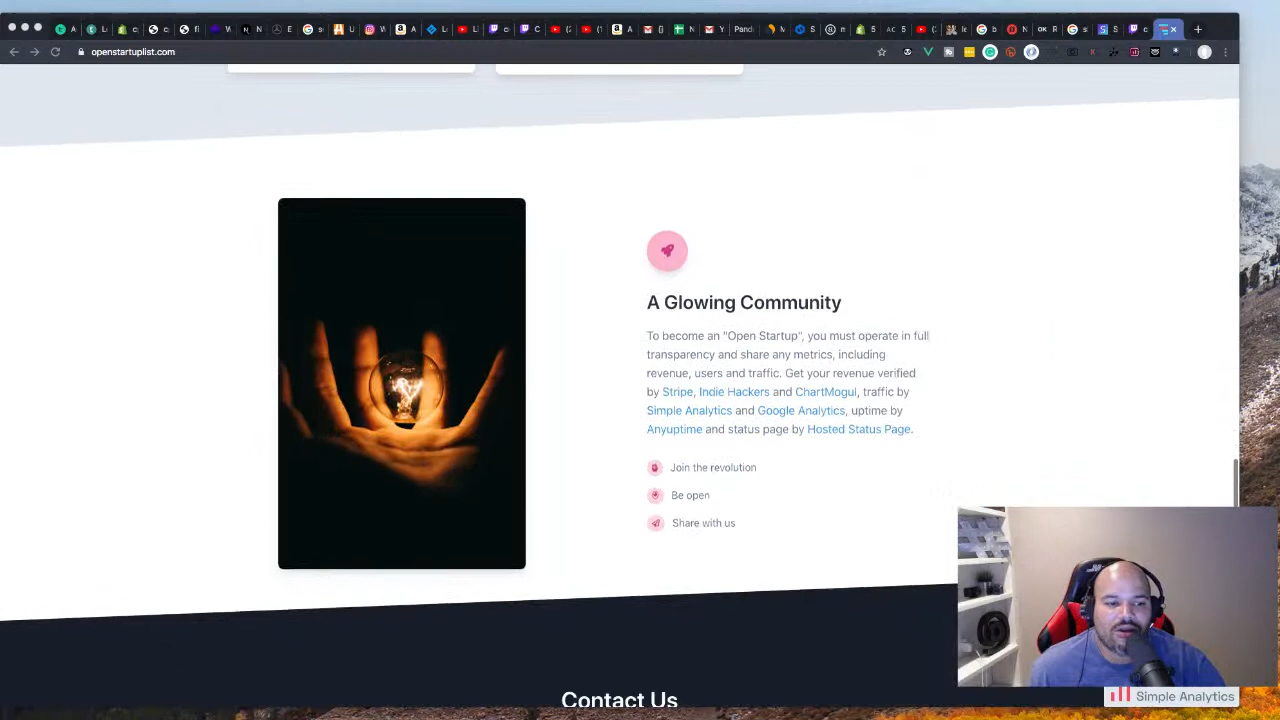 openstartuplist.com
A Glowing Community
To become an "Open Startup", you must operate in full
transparency and share any metrics, including
revenue, users and traffic. Get your revenue verified
by Stripe, Indie Hackers and ChartMogul, traffic by
Simple Analytics and Google Analytics, uptime by
Anyuptime and status page by Hosted Status Page.
Join the revolution
Be open
Share with us
Contact Us
Simple Analytics